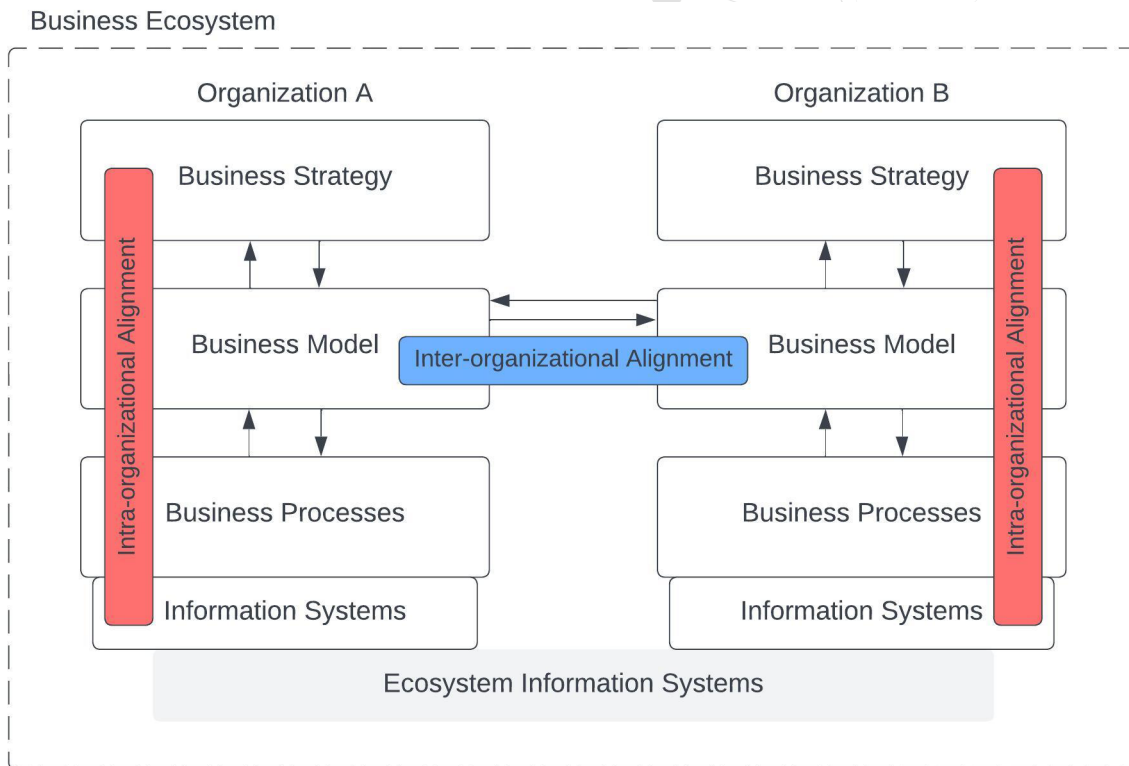 Business Ecosystem
Organization A
Organization B
Business Strategy
Business Strategy
Intra-organizational Alignment
Intra-organizational Alignment
Business Model
Business Model
Inter-organizational Alignment
Business Processes
Business Processes
Information Systems
Information Systems
Ecosystem Information Systems